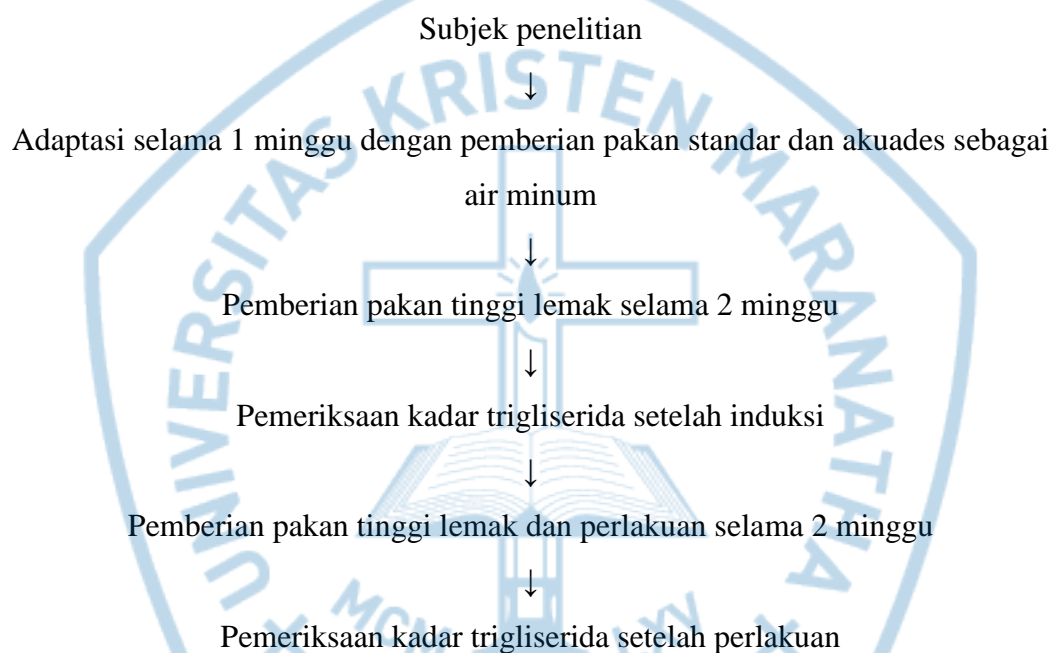 Subjek penelitian
↓
Adaptasi selama 1 minggu dengan pemberian pakan standar dan akuades sebagai
air minum
↓
Pemberian pakan tinggi lemak selama 2 minggu
↓
Pemeriksaan kadar trigliserida setelah induksi
↓
Pemberian pakan tinggi lemak dan perlakuan selama 2 minggu
↓
Pemeriksaan kadar trigliserida setelah perlakuan
UNIVERSITAS KRISTEN MARANATHA